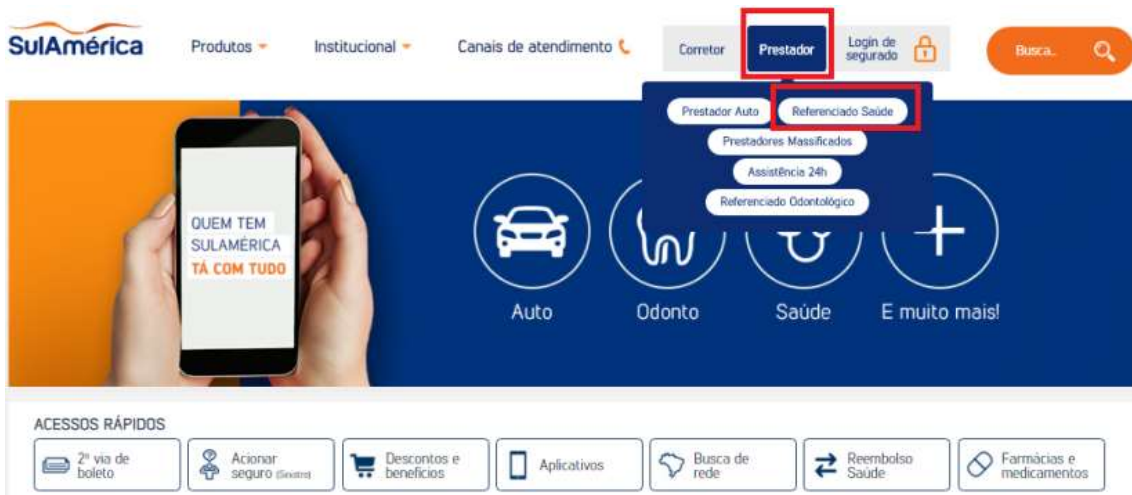 SulAmérica
Produtos
Institucional
Canais de atendimento
Corretor
Prestador
Login de
segurado
Busca..
Prestador Auto
Referenciado Saúde
Prestadores Massificados
Assistência 24h
Referenciado Odontológico
QUEM TEM
SULAMÉRICA
TÁ COM TUDO
Auto
Odonto
Saúde
E muito mais!
ACESSOS RÁPIDOS
2ª via de
boleto
Acionar
seguro (Sinistro)
Descontos e
benefícios
Aplicativos
Busca de
rede
Reembolso
Saúde
Farmácias e
medicamentos